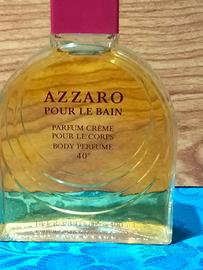 AZZARO
POUR LE BAIN
PARFUM CRÈME
POUR LE CORPS
BODY PERFUME
40°